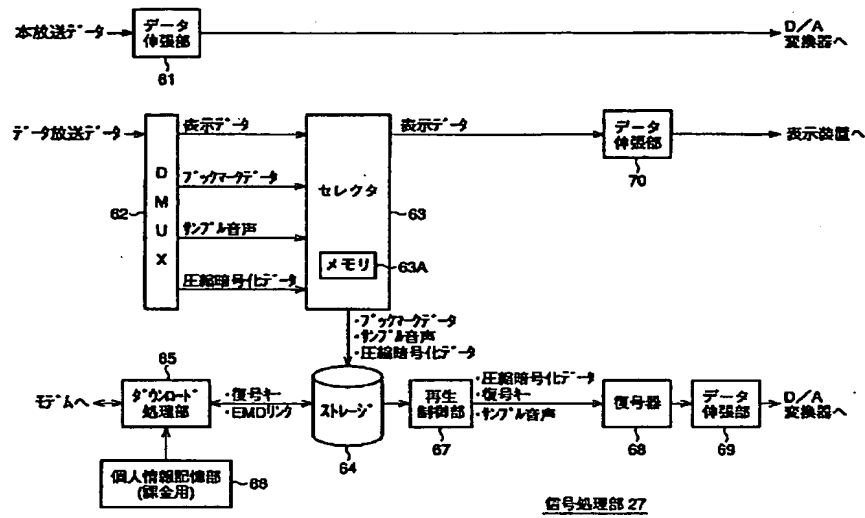 本放送データ
データ
伸張部
61
D/A
変換器へ
データ放送データ
D
M
U
X
62
表示データ
ブックマークデータ
サンプル音声
圧縮暗号化データ
セレクタ
メモリ
63
63A
表示データ
データ
伸張部
70
表示装置へ
・ブックマークデータ
・サンプル音声
・圧縮暗号化データ
モデムへ
65
ダウンロード
処理部
・復号キー
・EMDリンク
ストレージ
64
再生
制御部
67
・圧縮暗号化データ
・復号キー
・サンプル音声
復号器
68
データ
伸張部
69
D/A
変換器へ
個人情報記憶部
(課金用)
66
信号処理部 27